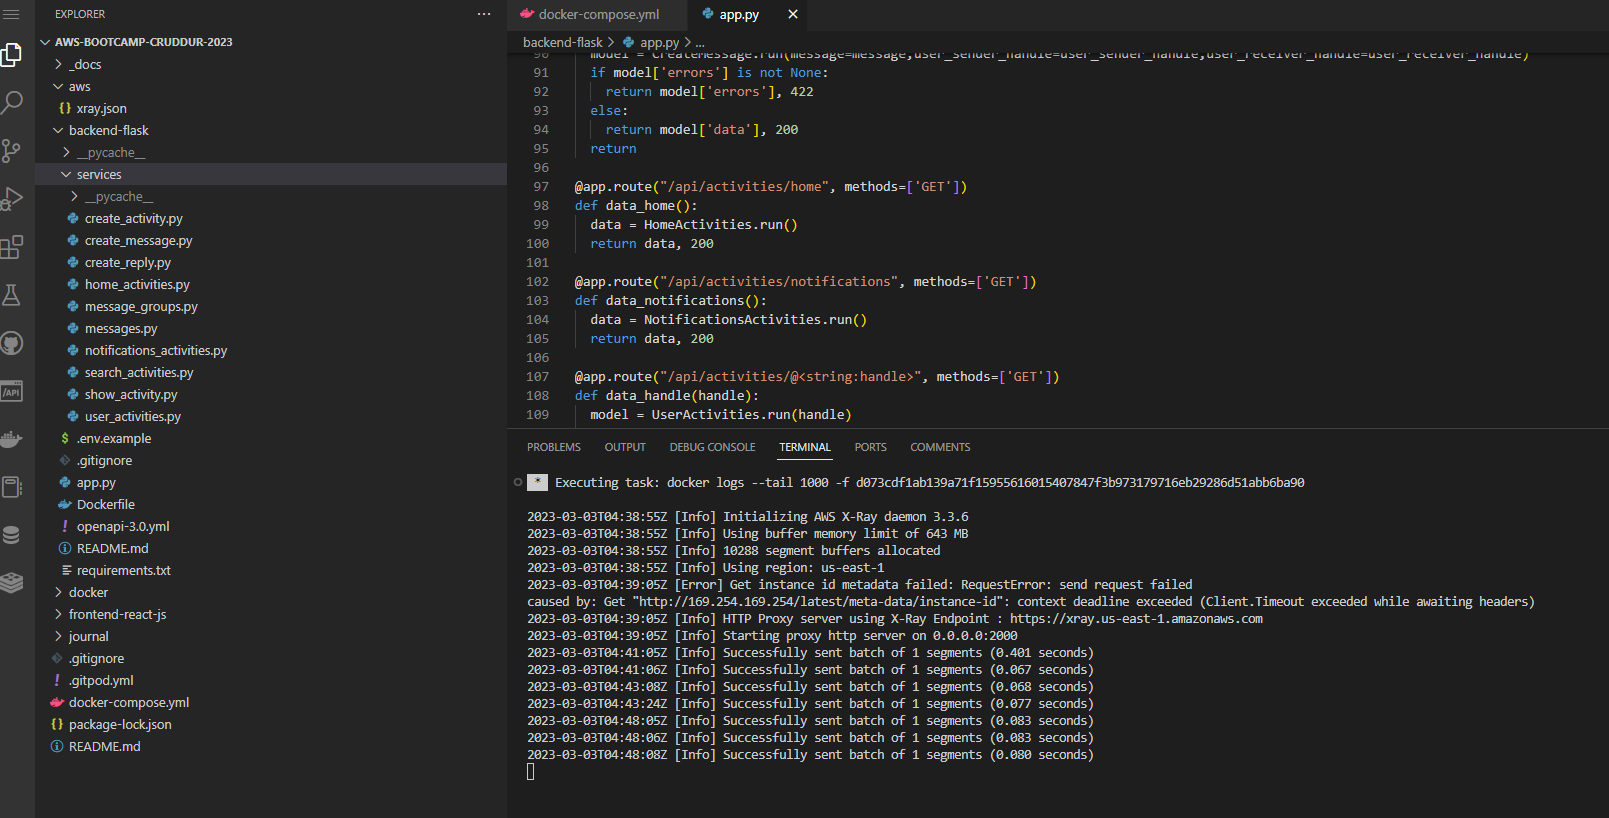 EXPLORER
AWS-BOOTCAMP-CRUDDUR-2023
_docs
aws
{} xray.json
backend-flask
__pycache__
services
__pycache__
create_activity.py
create_message.py
create_reply.py
home_activities.py
message_groups.py
messages.py
notifications_activities.py
search_activities.py
show_activity.py
user_activities.py
$ .env.example
.gitignore
app.py
Dockerfile
! openapi-3.0.yml
README.md
requirements.txt
docker
frontend-react-js
journal
.gitignore
! .gitpod.yml
docker-compose.yml
{} package-lock.json
README.md
docker-compose.yml
app.py
backend-flask > app.py > ...
90 model = CreateMessage.run(message=message,user_sender_handle=user_sender_handle,user_receiver_handle=user_receiver_handle)
91 if model['errors'] is not None:
92 return model['errors'], 422
93 else:
94 return model['data'], 200
95 return
96
97 @app.route("/api/activities/home", methods=['GET'])
98 def data_home():
99 data = HomeActivities.run()
100 return data, 200
101
102 @app.route("/api/activities/notifications", methods=['GET'])
103 def data_notifications():
104 data = NotificationsActivities.run()
105 return data, 200
106
107 @app.route("/api/activities/@<string:handle>", methods=['GET'])
108 def data_handle(handle):
109 model = UserActivities.run(handle)
PROBLEMS OUTPUT DEBUG CONSOLE TERMINAL PORTS COMMENTS
* Executing task: docker logs --tail 1000 -f d073cdf1ab139a71f15955616015407847f3b973179716eb29286d51abb6ba90
2023-03-03T04:38:55Z [Info] Initializing AWS X-Ray daemon 3.3.6
2023-03-03T04:38:55Z [Info] Using buffer memory limit of 643 MB
2023-03-03T04:38:55Z [Info] 10288 segment buffers allocated
2023-03-03T04:38:55Z [Info] Using region: us-east-1
2023-03-03T04:39:05Z [Error] Get instance id metadata failed: RequestError: send request failed
caused by: Get "http://169.254.169.254/latest/meta-data/instance-id": context deadline exceeded (Client.Timeout exceeded while awaiting headers)
2023-03-03T04:39:05Z [Info] HTTP Proxy server using X-Ray Endpoint : https://xray.us-east-1.amazonaws.com
2023-03-03T04:39:05Z [Info] Starting proxy http server on 0.0.0.0:2000
2023-03-03T04:41:05Z [Info] Successfully sent batch of 1 segments (0.401 seconds)
2023-03-03T04:41:06Z [Info] Successfully sent batch of 1 segments (0.067 seconds)
2023-03-03T04:43:08Z [Info] Successfully sent batch of 1 segments (0.068 seconds)
2023-03-03T04:43:24Z [Info] Successfully sent batch of 1 segments (0.077 seconds)
2023-03-03T04:48:05Z [Info] Successfully sent batch of 1 segments (0.083 seconds)
2023-03-03T04:48:06Z [Info] Successfully sent batch of 1 segments (0.083 seconds)
2023-03-03T04:48:08Z [Info] Successfully sent batch of 1 segments (0.080 seconds)